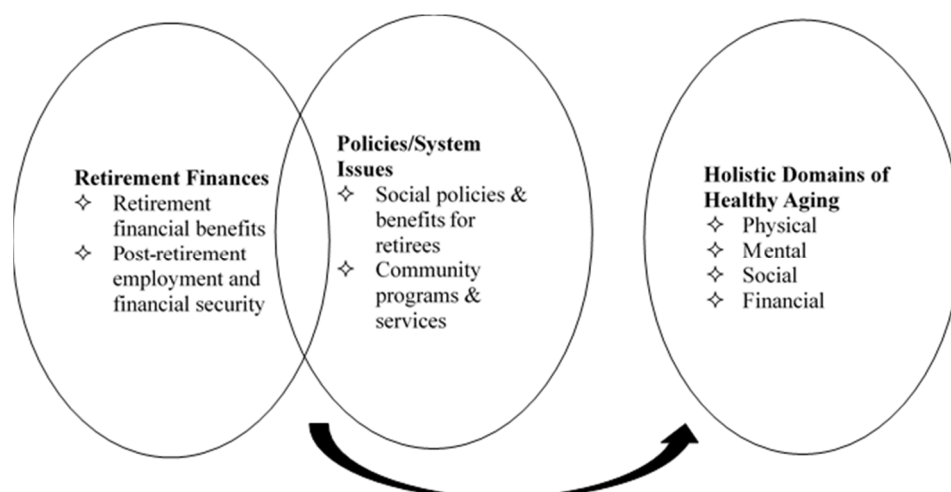 Retirement Finances
✧ Retirement
financial benefits
✧ Post-retirement
employment and
financial security
Policies/System
Issues
✧ Social policies &
benefits for
retirees
✧ Community
programs &
services
Holistic Domains of
Healthy Aging
✧ Physical
✧ Mental
✧ Social
✧ Financial